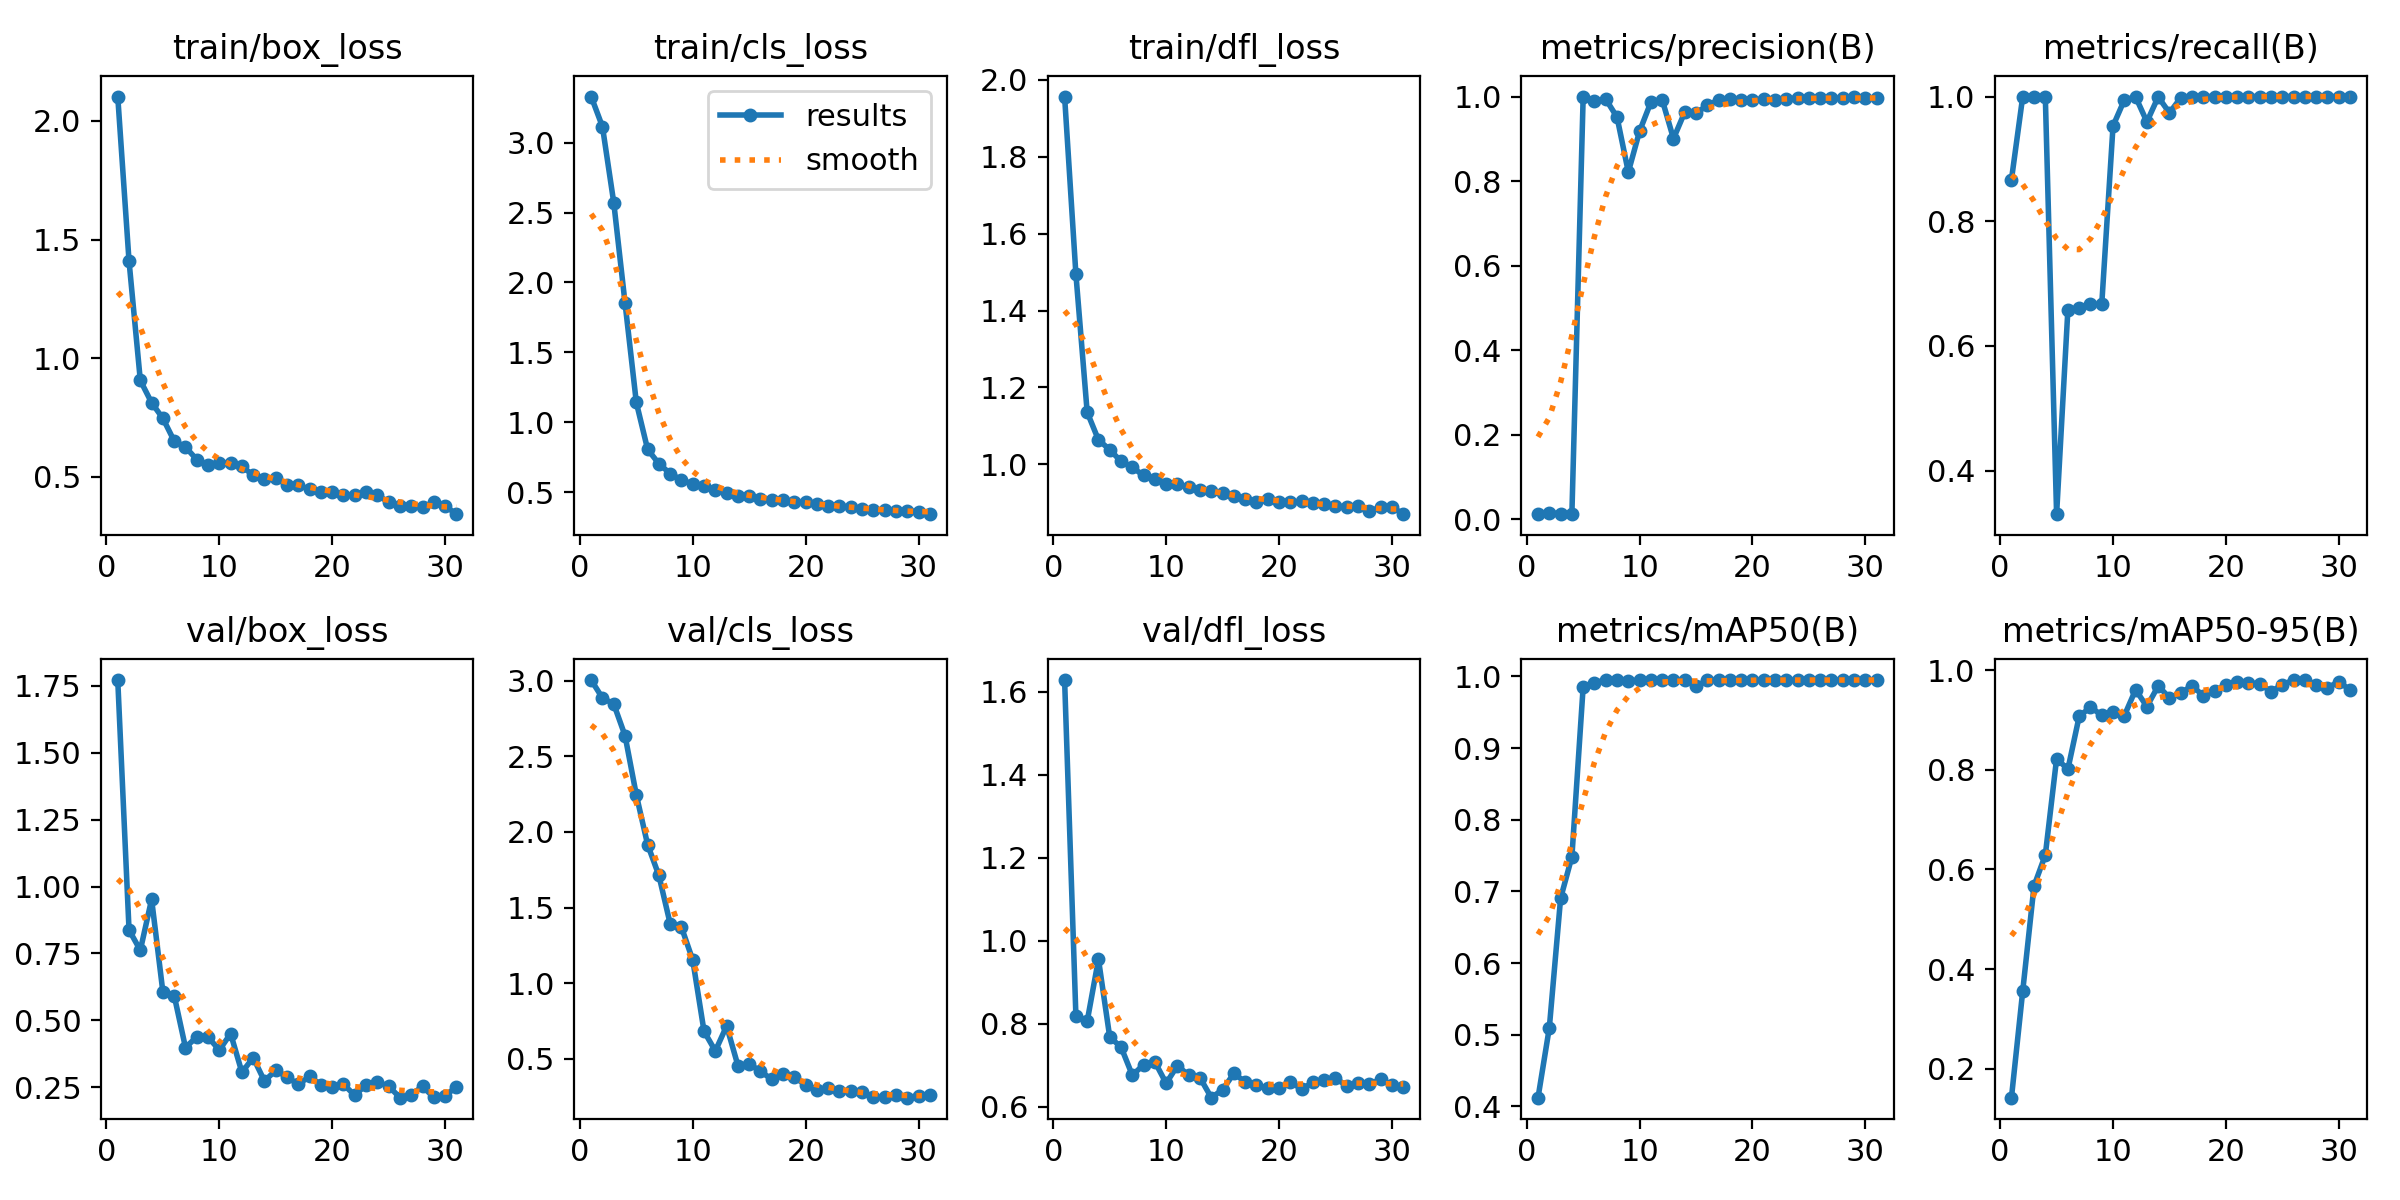 train/box_loss
2.0
1.5
1.0
0.5
0 10 20 30
train/cls_loss
results
smooth
3.0
2.5
2.0
1.5
1.0
0.5
0 10 20 30
train/dfl_loss
2.0
1.8
1.6
1.4
1.2
1.0
0 10 20 30
metrics/precision(B)
1.0
0.8
0.6
0.4
0.2
0.0
0 10 20 30
metrics/recall(B)
1.0
0.8
0.6
0.4
0 10 20 30
val/box_loss
1.75
1.50
1.25
1.00
0.75
0.50
0.25
0 10 20 30
val/cls_loss
3.0
2.5
2.0
1.5
1.0
0.5
0 10 20 30
val/dfl_loss
1.6
1.4
1.2
1.0
0.8
0.6
0 10 20 30
metrics/mAP50(B)
1.0
0.9
0.8
0.7
0.6
0.5
0.4
0 10 20 30
metrics/mAP50-95(B)
1.0
0.8
0.6
0.4
0.2
0 10 20 30